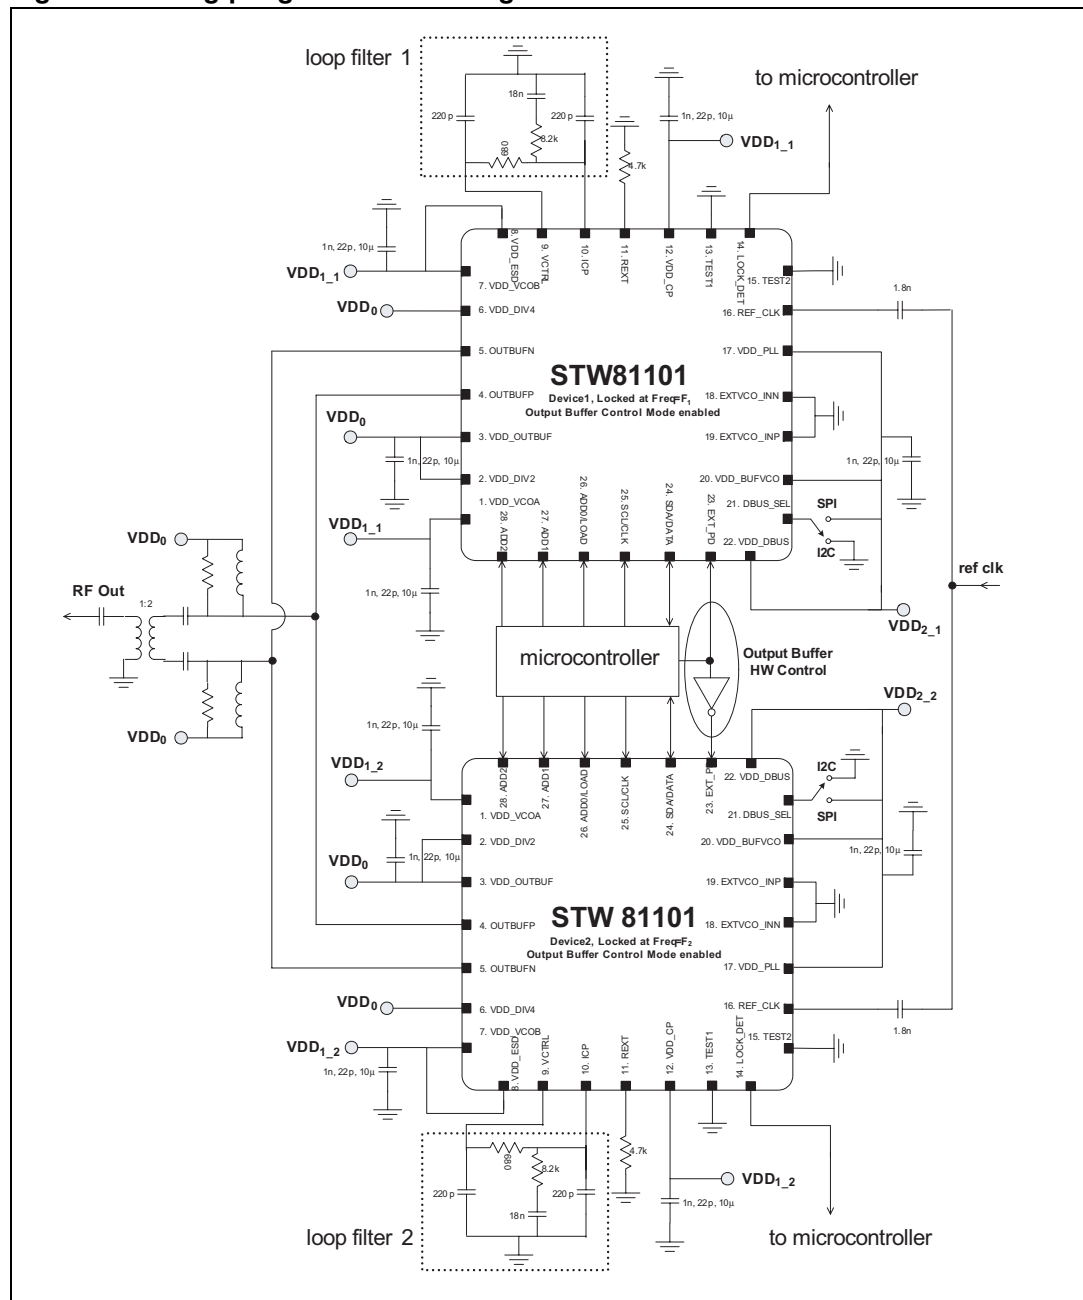 loop filter 1
to microcontroller
18n
220p
220p
1n, 22p, 10µ
8.2k
680
VDD1_1
4.7k
1n, 22p, 10µ
8. VDD_ESD
9. VCTRL
10. ICP
11. REXT
12. VDD_CP
13. TEST1
14. LOCK_DET
VDD1_1
7. VDD_VCOB
15. TEST2
1.8n
VDD0
6. VDD_DIV4
16. REF_CLK
5. OUTBUFN
17. VDD_PLL
STW81101
4. OUTBUFP
Device1, Locked at Freq=F1
18. EXTVCO_INN
Output Buffer Control Mode enabled
VDD0
3. VDD_OUTBUF
19. EXTVCO_INP
1n, 22p, 10µ
1n, 22p, 10µ
2. VDD_DIV2
20. VDD_BUFVCO
1. VDD_VCOA
21. DBUS_SEL
SPI
VDD1_1
28. ADD2
27. ADD1
26. ADD0/LOAD
25. SCL/CLK
24. SDA/DATA
23. EXT_PD
22. VDD_DBUS
I2C
VDD0
ref clk
RF Out
1:2
1n, 22p, 10µ
VDD2_1
microcontroller
Output Buffer
HW Control
VDD2_2
1n, 22p, 10µ
VDD0
VDD1_2
28. ADD2
27. ADD1
26. ADD0/LOAD
25. SCL/CLK
24. SDA/DATA
22. VDD_DBUS
I2C
1. VDD_VCOA
21. DBUS_SEL
SPI
2. VDD_DIV2
20. VDD_BUFVCO
1n, 22p, 10µ
1n, 22p, 10µ
VDD0
3. VDD_OUTBUF
19. EXTVCO_INP
STW 81101
4. OUTBUFP
18. EXTVCO_INN
Device2, Locked at Freq=F2
Output Buffer Control Mode enabled
5. OUTBUFN
17. VDD_PLL
VDD0
6. VDD_DIV4
16. REF_CLK
7. VDD_VCOB
1.8n
15. TEST2
VDD1_2
8. VDD_ESD
9. VCTRL
10. ICP
11. REXT
12. VDD_CP
13. TEST1
14. LOCK_DET
1n, 22p, 10µ
680
8.2k
4.7k
VDD1_2
220p
220p
1n, 22p, 10µ
18n
loop filter 2
to microcontroller